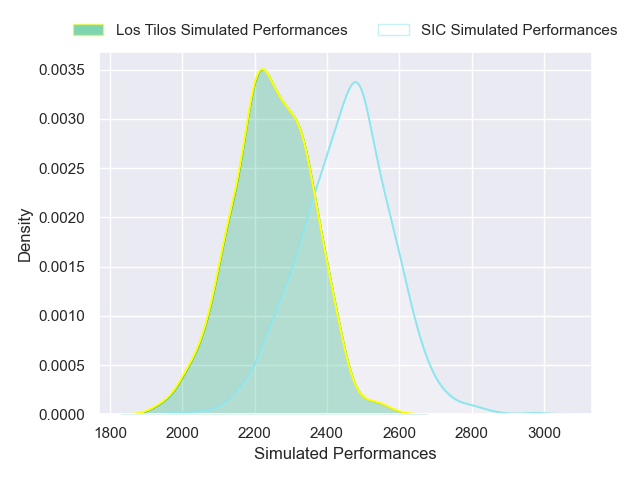 Los Tilos Simulated Performances SIC Simulated Performances
0.0035
0.0030
0.0025
0.0020
0.0015
0.0010
0.0005
0.0000
Density
1800 2000 2200 2400 2600 2800 3000
Simulated Performances